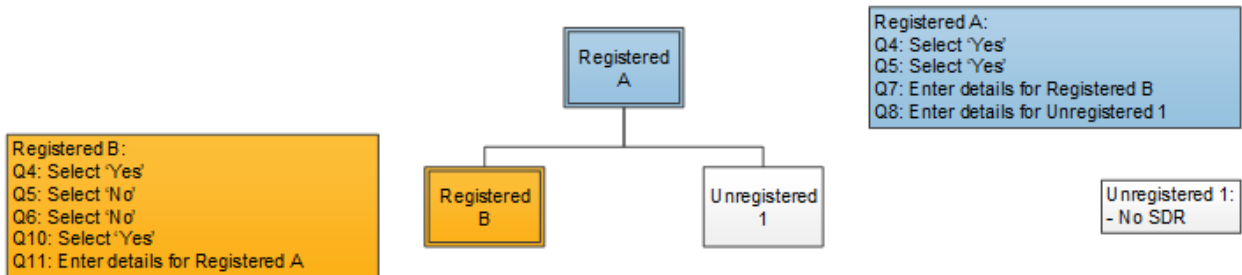 Registered
A
Registered A:
Q4: Select ‘Yes’
Q5: Select ‘Yes’
Q7: Enter details for Registered B
Q8: Enter details for Unregistered 1
Registered B:
Q4: Select ‘Yes’
Q5: Select ‘No’
Q6: Select ‘No’
Q10: Select ‘Yes’
Q11: Enter details for Registered A
Registered
B
Unregistered
1
Unregistered 1:
- No SDR